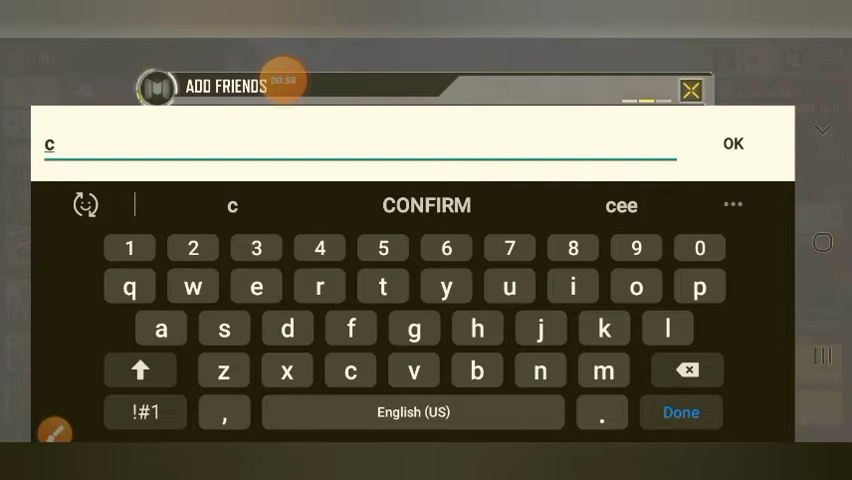 ADD FRIENDS
00:58
c
OK
c CONFIRM cee
1 2 3 4 5 6 7 8 9 0
q w e r t y u i o p
a s d f g h j k l
z x c v b n m
!#1 , English (US) . Done